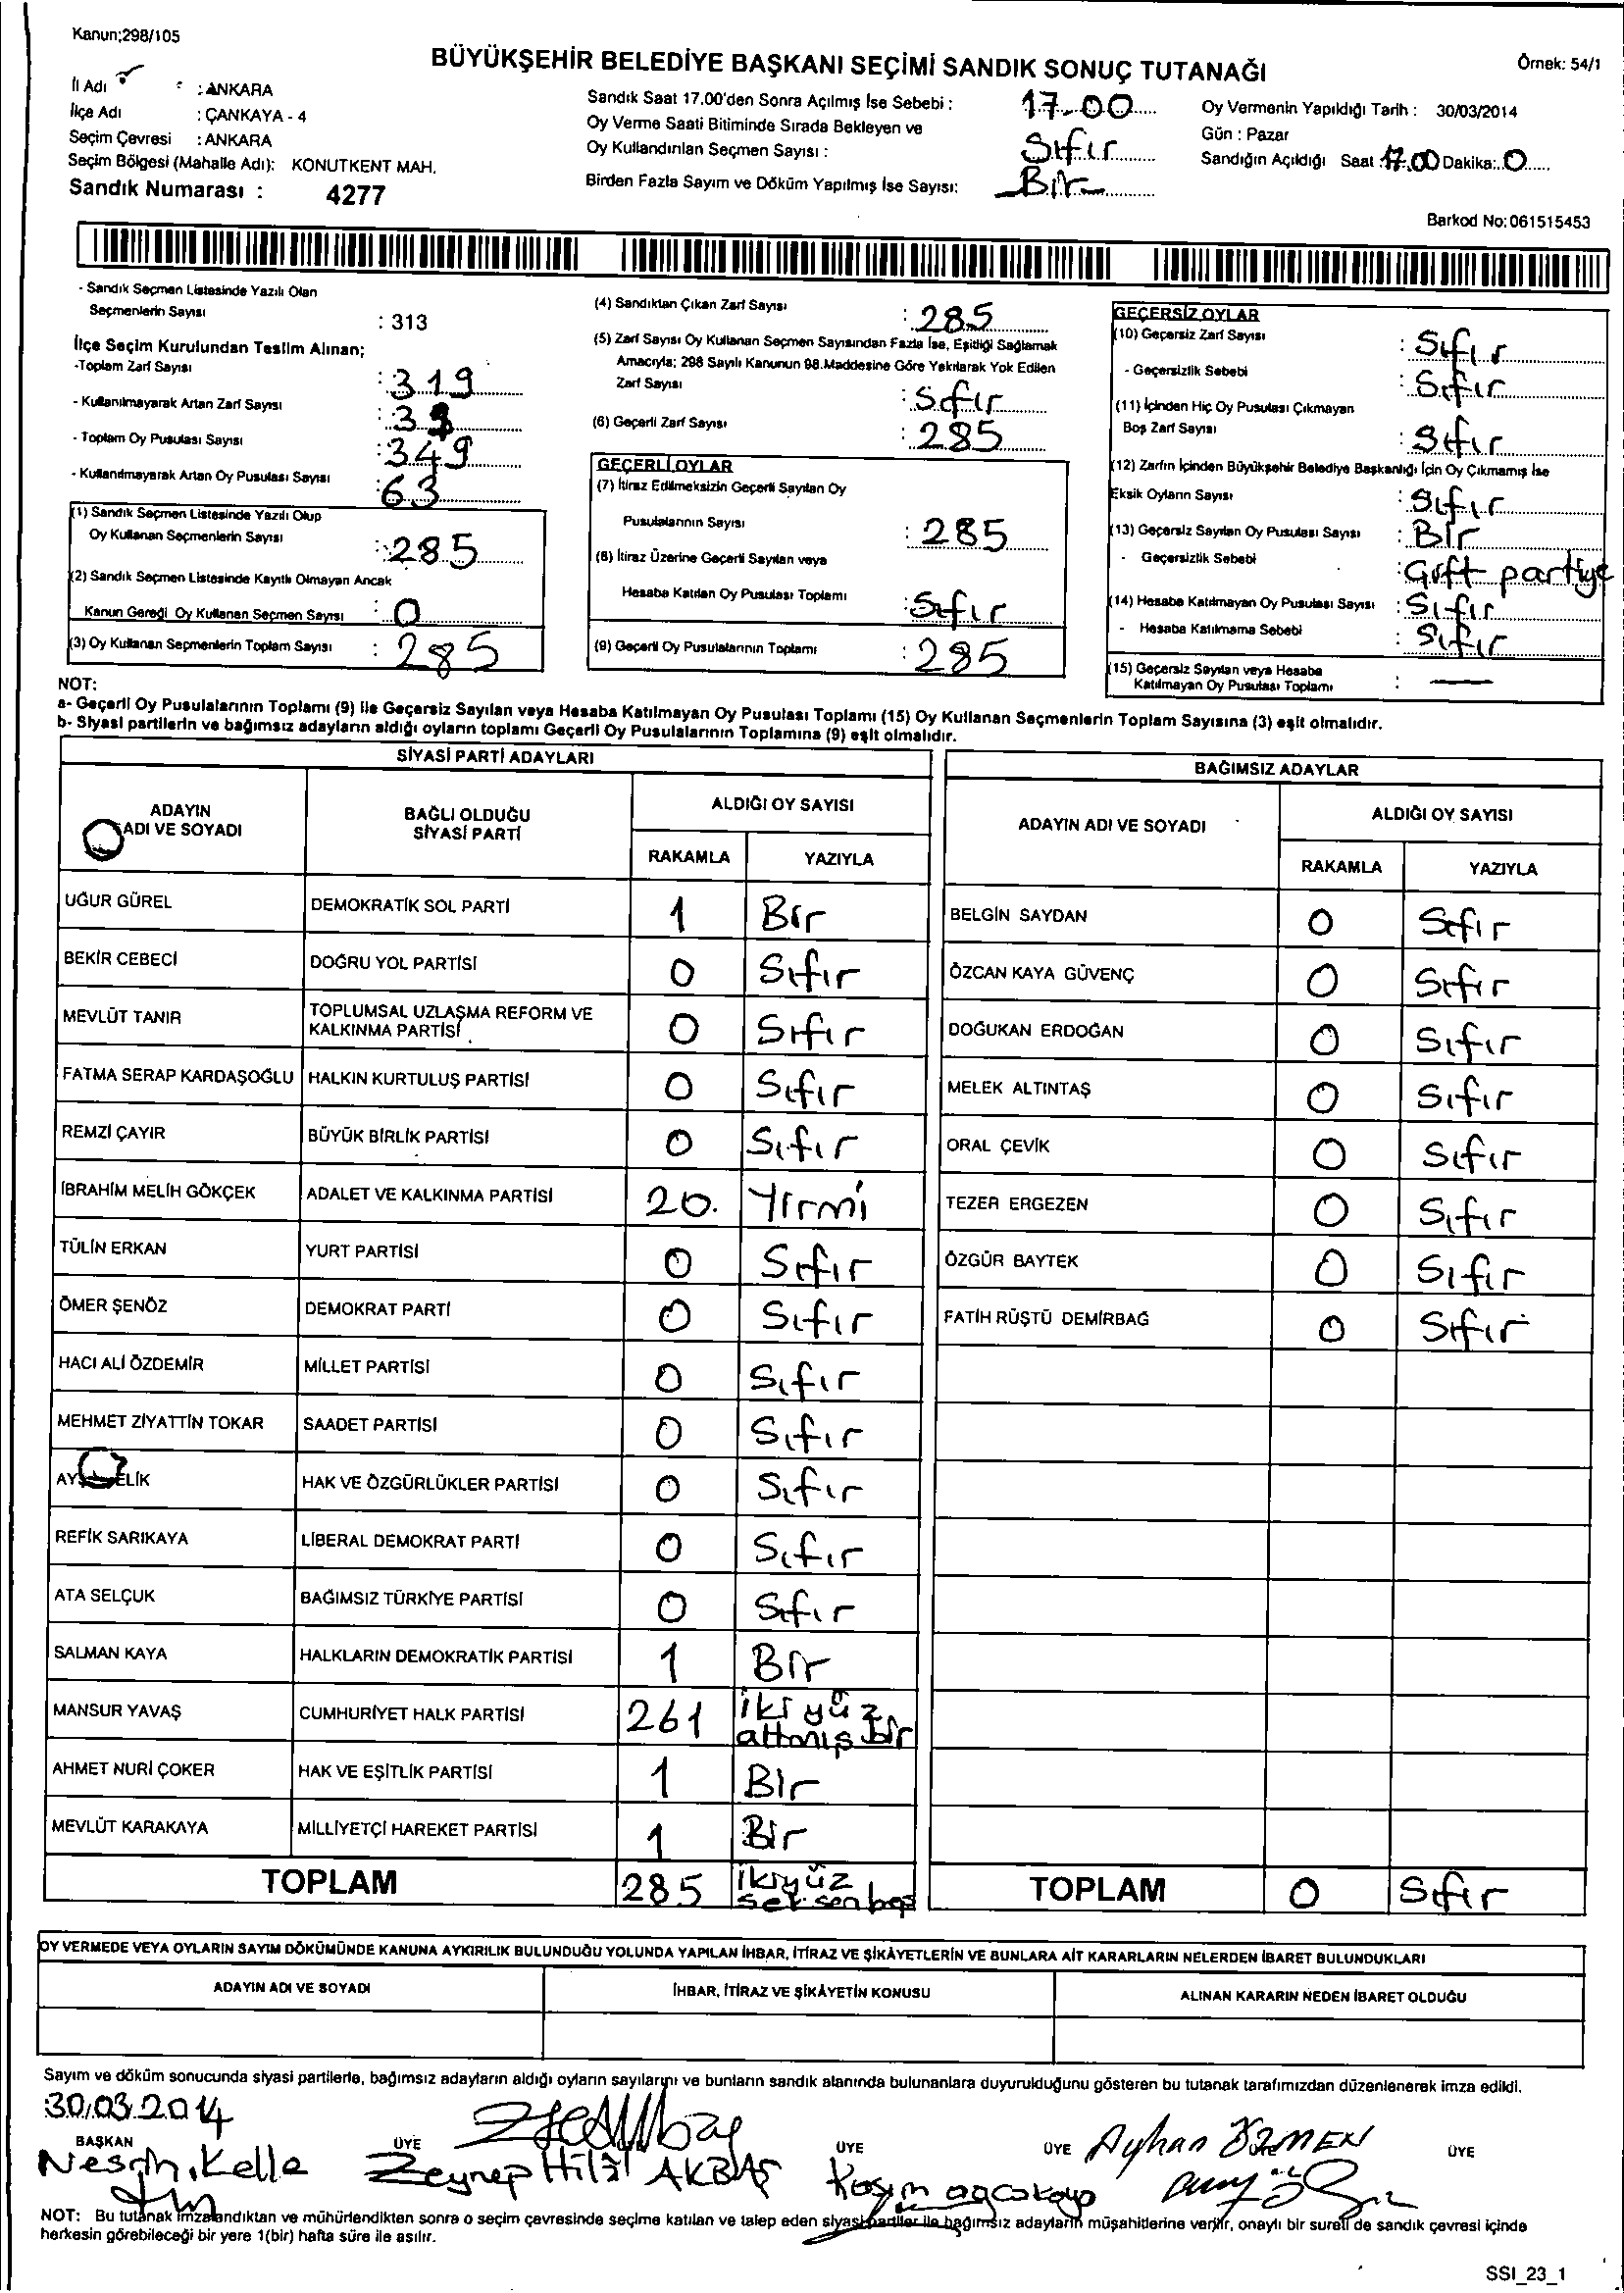 Kanun;298/105
BÜYÜKŞEHİR BELEDİYE BAŞKANI SEÇİMİ SANDIK SONUÇ TUTANAĞI
Örnek: 54/1
İl Adı : ANKARA
İlçe Adı : ÇANKAYA - 4
Seçim Çevresi : ANKARA
Seçim Bölgesi (Mahalle Adı): KONUTKENT MAH.
Sandık Numarası : 4277
Sandık Saat 17.00'den Sonra Açılmış İse Sebebi : 17.00
Oy Verme Saati Bitiminde Sırada Bekleyen ve
Oy Kullandırılan Seçmen Sayısı : Sıfır
Birden Fazla Sayım ve Döküm Yapılmış İse Sayısı: Bir
Oy Vermenin Yapıldığı Tarih : 30/03/2014
Gün : Pazar
Sandığın Açıldığı Saat 17.00 Dakika: 0
Barkod No: 061515453
- Sandık Seçmen Listesinde Yazılı Olan
Seçmenlerin Sayısı : 313
İlçe Seçim Kurulundan Teslim Alınan;
-Toplam Zarf Sayısı : 319
- Kullanılmayarak Artan Zarf Sayısı :
- Toplam Oy Pusulası Sayısı : 349
- Kullanılmayarak Artan Oy Pusulası Sayısı : 63
(1) Sandık Seçmen Listesinde Yazılı Olup
Oy Kullanan Seçmenlerin Sayısı : 285
(2) Sandık Seçmen Listesinde Kayıtlı Olmayan Ancak
Kanun Gereği Oy Kullanan Seçmen Sayısı : 0
(3) Oy Kullanan Seçmenlerin Toplam Sayısı : 285
(4) Sandıktan Çıkan Zarf Sayısı : 285
(5) Zarf Sayısı Oy Kullanan Seçmen Sayısından Fazla İse, Eşitliği Sağlamak
Amacıyla; 298 Sayılı Kanunun 98.Maddesine Göre Yakılarak Yok Edilen
Zarf Sayısı : Sıfır
(6) Geçerli Zarf Sayısı : 285
GEÇERLİ OYLAR
(7) İtiraz Edilmeksizin Geçerli Sayılan Oy
Pusulalarının Sayısı : 285
(8) İtiraz Üzerine Geçerli Sayılan veya
Hesaba Katılan Oy Pusulası Toplamı : Sıfır
(9) Geçerli Oy Pusulalarının Toplamı : 285
GEÇERSİZ OYLAR
(10) Geçersiz Zarf Sayısı : Sıfır
- Geçersizlik Sebebi : Sıfır
(11) İçinden Hiç Oy Pusulası Çıkmayan
Boş Zarf Sayısı : Sıfır
(12) Zarfın İçinden Büyükşehir Belediye Başkanlığı İçin Oy Çıkmamış İse
Eksik Oyların Sayısı : Sıfır
(13) Geçersiz Sayılan Oy Pusulası Sayısı : Bir
- Geçersizlik Sebebi : Çift partiye
(14) Hesaba Katılmayan Oy Pusulası Sayısı : Sıfır
- Hesaba Katılmama Sebebi : Sıfır
(15) Geçersiz Sayılan veya Hesaba
Katılmayan Oy Pusulası Toplamı : —
NOT:
a- Geçerli Oy Pusulalarının Toplamı (9) ile Geçersiz Sayılan veya Hesaba Katılmayan Oy Pusulası Toplamı (15) Oy Kullanan Seçmenlerin Toplam Sayısına (3) eşit olmalıdır.
b- Siyasi partilerin ve bağımsız adayların aldığı oyların toplamı Geçerli Oy Pusulalarının Toplamına (9) eşit olmalıdır.
SİYASİ PARTİ ADAYLARI
ADAYIN ADI VE SOYADI
BAĞLI OLDUĞU SİYASİ PARTİ
ALDIĞI OY SAYISI
RAKAMLA YAZIYLA
UĞUR GÜREL DEMOKRATİK SOL PARTİ 1 Bir
BEKİR CEBECİ DOĞRU YOL PARTİSİ 0 Sıfır
MEVLÜT TANIR TOPLUMSAL UZLAŞMA REFORM VE KALKINMA PARTİSİ 0 Sıfır
FATMA SERAP KARDAŞOĞLU HALKIN KURTULUŞ PARTİSİ 0 Sıfır
REMZİ ÇAYIR BÜYÜK BİRLİK PARTİSİ 0 Sıfır
İBRAHİM MELİH GÖKÇEK ADALET VE KALKINMA PARTİSİ 20. Yirmi
TÜLİN ERKAN YURT PARTİSİ 0 Sıfır
ÖMER ŞENÖZ DEMOKRAT PARTİ 0 Sıfır
HACI ALİ ÖZDEMİR MİLLET PARTİSİ 0 Sıfır
MEHMET ZİYATTİN TOKAR SAADET PARTİSİ 0 Sıfır
HAK VE ÖZGÜRLÜKLER PARTİSİ 0 Sıfır
REFİK SARIKAYA LİBERAL DEMOKRAT PARTİ 0 Sıfır
ATA SELÇUK BAĞIMSIZ TÜRKİYE PARTİSİ 0 Sıfır
SALMAN KAYA HALKLARIN DEMOKRATİK PARTİSİ 1 Bir
MANSUR YAVAŞ CUMHURİYET HALK PARTİSİ 261 iki yüz altmış bir
AHMET NURİ ÇOKER HAK VE EŞİTLİK PARTİSİ 1 Bir
MEVLÜT KARAKAYA MİLLİYETÇİ HAREKET PARTİSİ 1 Bir
TOPLAM 285 ikiyüz seksenbeş
BAĞIMSIZ ADAYLAR
ADAYIN ADI VE SOYADI
ALDIĞI OY SAYISI
RAKAMLA YAZIYLA
BELGİN SAYDAN 0 Sıfır
ÖZCAN KAYA GÜVENÇ 0 Sıfır
DOĞUKAN ERDOĞAN 0 Sıfır
MELEK ALTINTAŞ 0 Sıfır
ORAL ÇEVİK 0 Sıfır
TEZER ERGEZEN 0 Sıfır
ÖZGÜR BAYTEK 0 Sıfır
FATİH RÜŞTÜ DEMİRBAĞ 0 Sıfır
TOPLAM 0 Sıfır
OY VERMEDE VEYA OYLARIN SAYIM DÖKÜMÜNDE KANUNA AYKIRILIK BULUNDUĞU YOLUNDA YAPILAN İHBAR, İTİRAZ VE ŞİKÂYETLERİN VE BUNLARA AİT KARARLARIN NELERDEN İBARET BULUNDUKLARI
ADAYIN ADI VE SOYADI
İHBAR, İTİRAZ VE ŞİKÂYETİN KONUSU
ALINAN KARARIN NEDEN İBARET OLDUĞU
Sayım ve döküm sonucunda siyasi partilerle, bağımsız adayların aldığı oyların sayılarını ve bunların sandık alanında bulunanlara duyurulduğunu gösteren bu tutanak tarafımızdan düzenlenerek imza edildi.
30.03.2014
BAŞKAN ÜYE ÜYE ÜYE ÜYE
Kelle
Zeynep Hilâl AKBAŞ
Ayhan
NOT: Bu tutanak imzalandıktan ve mühürlendikten sonra o seçim çevresinde seçime katılan ve talep eden siyasi partiler ile bağımsız adayların müşahitlerine verilir, onaylı bir sureti de sandık çevresi içinde
herkesin görebileceği bir yere 1(bir) hafta süre ile asılır.
SSI_23_1